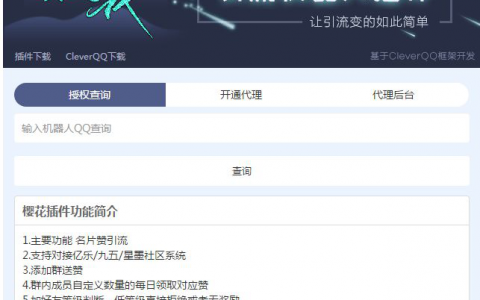 让引流变的如此简单
插件下载 CleverQQ下载 基于CleverQQ框架开发
授权查询 开通代理 代理后台
输入机器人QQ查询
查询
樱花插件功能简介
1.主要功能 名片赞引流
2.支持对接亿乐/九五/星墨社区系统
3.添加群送赞
4.群内成员自定义数量的每日领取对应赞